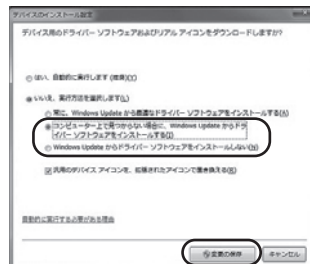 デバイスのインストール設定
デバイス用のドライバー ソフトウェアおよびリアル アイコンをダウンロードしますか?
はい、自動的に実行します (推奨)(Y)
いいえ、実行方法を選択します(L)
常に、Windows Update から最適なドライバー ソフトウェアをインストールする(A)
コンピューター上で見つからない場合に、Windows Update からドラ
イバー ソフトウェアをインストールする(I)
Windows Update からドライバー ソフトウェアをインストールしない(N)
汎用のデバイス アイコンを、拡張されたアイコンで置き換える(R)
自動的に実行する必要がある理由
変更の保存
キャンセル